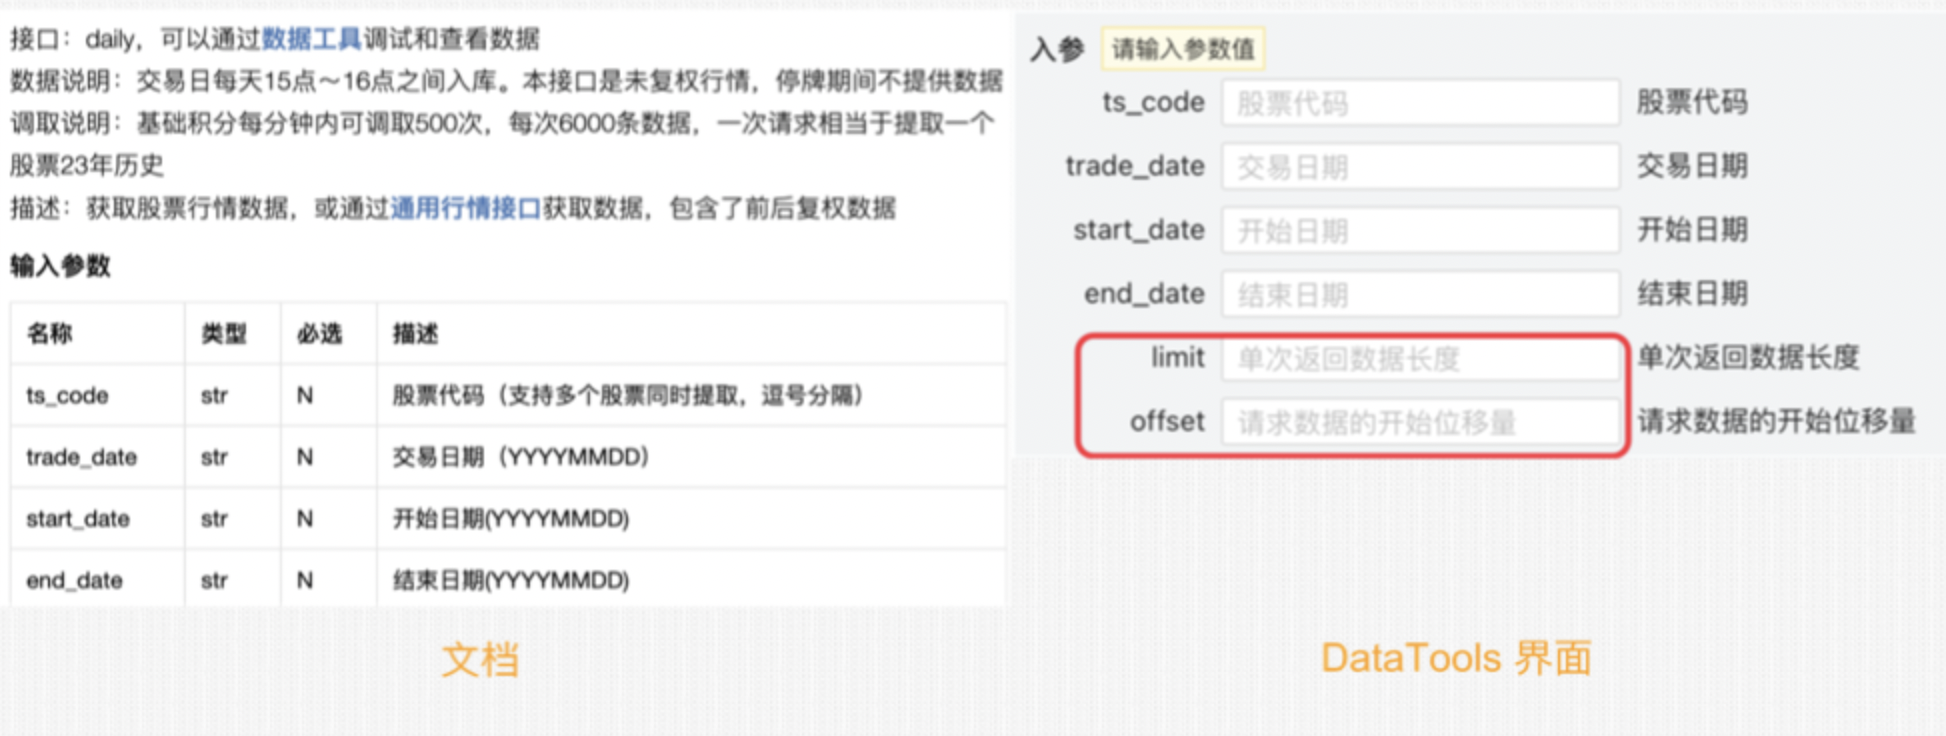 接口：daily，可以通过数据工具调试和查看数据
数据说明：交易日每天15点～16点之间入库。本接口是未复权行情，停牌期间不提供数据
调取说明：基础积分每分钟内可调取500次，每次6000条数据，一次请求相当于提取一个
股票23年历史
描述：获取股票行情数据，或通过通用行情接口获取数据，包含了前后复权数据
输入参数
名称 类型 必选 描述
ts_code str N 股票代码（支持多个股票同时提取，逗号分隔）
trade_date str N 交易日期（YYYYMMDD）
start_date str N 开始日期(YYYYMMDD)
end_date str N 结束日期(YYYYMMDD)
文档
入参 请输入参数值
ts_code 股票代码 股票代码
trade_date 交易日期 交易日期
start_date 开始日期 开始日期
end_date 结束日期 结束日期
limit 单次返回数据长度 单次返回数据长度
offset 请求数据的开始位移量 请求数据的开始位移量
DataTools 界面